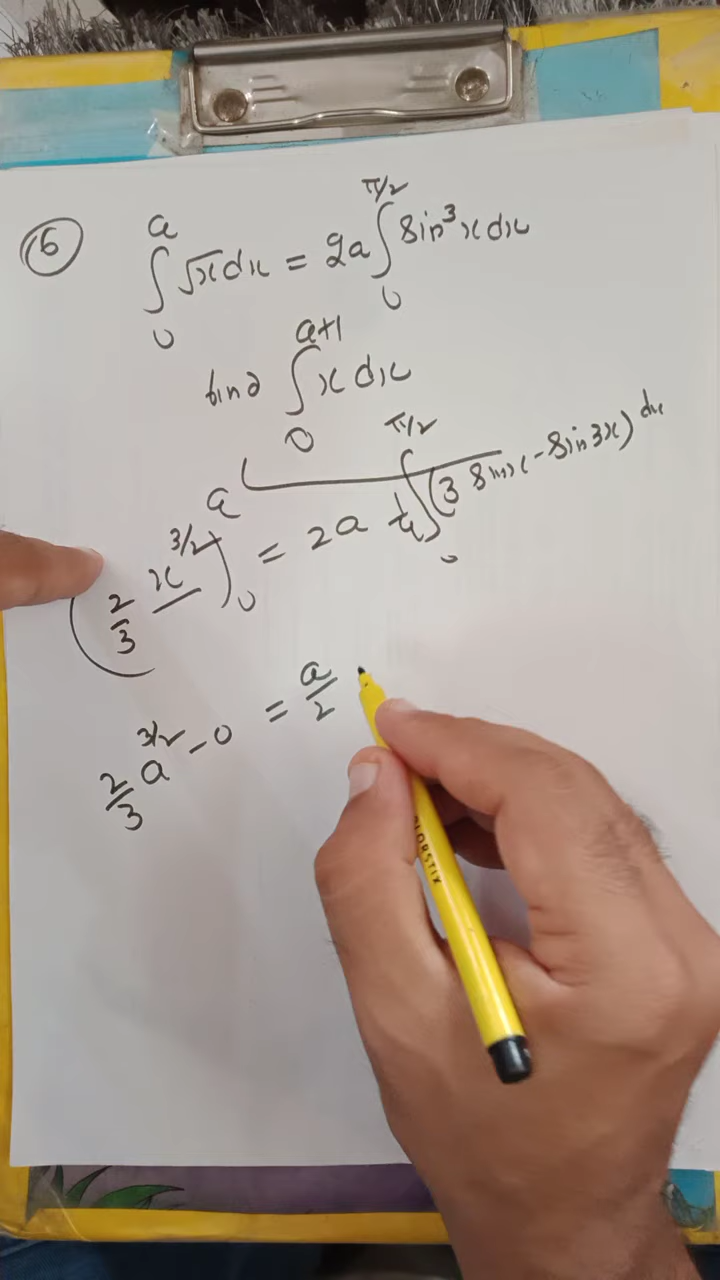 (6) ∫₀^a √x dx = 2a ∫₀^{π/2} sin³x dx
find ∫₀^{a+1} x dx
(2/3 x^{3/2})₀^a = 2a 1/4 ∫₀^{π/2} (3 sinx - sin3x) dx
2/3 a^{3/2} - 0 = a/2
COLORSTIX